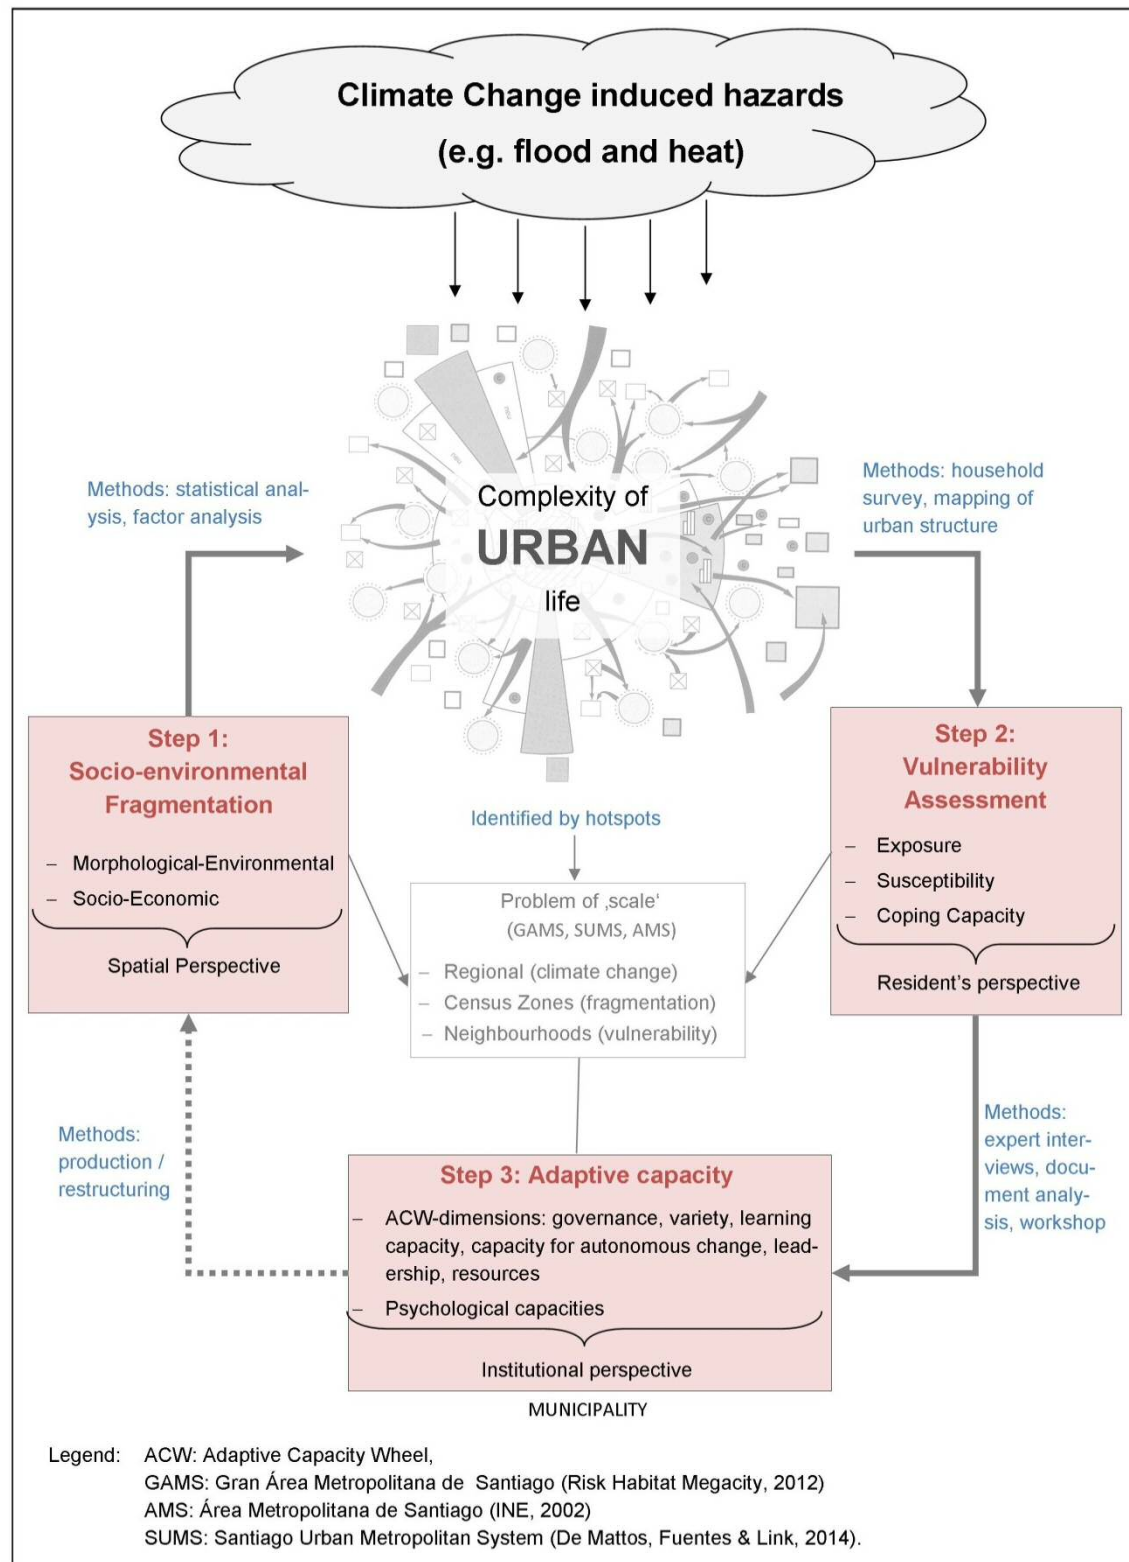 Climate Change induced hazards
(e.g. flood and heat)
Methods: statistical anal-
ysis, factor analysis
Complexity of
URBAN
life
Methods: household
survey, mapping of
urban structure
Step 1:
Socio-environmental
Fragmentation
– Morphological-Environmental
– Socio-Economic
Spatial Perspective
Identified by hotspots
Problem of ‚scale‘
(GAMS, SUMS, AMS)
– Regional (climate change)
– Census Zones (fragmentation)
– Neighbourhoods (vulnerability)
Step 2:
Vulnerability
Assessment
– Exposure
– Susceptibility
– Coping Capacity
Resident's perspective
Methods:
production /
restructuring
Methods:
expert inter-
views, docu-
ment analy-
sis, workshop
Step 3: Adaptive capacity
– ACW-dimensions: governance, variety, learning
capacity, capacity for autonomous change, lead-
ership, resources
– Psychological capacities
Institutional perspective
MUNICIPALITY
Legend: ACW: Adaptive Capacity Wheel,
GAMS: Gran Área Metropolitana de Santiago (Risk Habitat Megacity, 2012)
AMS: Área Metropolitana de Santiago (INE, 2002)
SUMS: Santiago Urban Metropolitan System (De Mattos, Fuentes & Link, 2014).